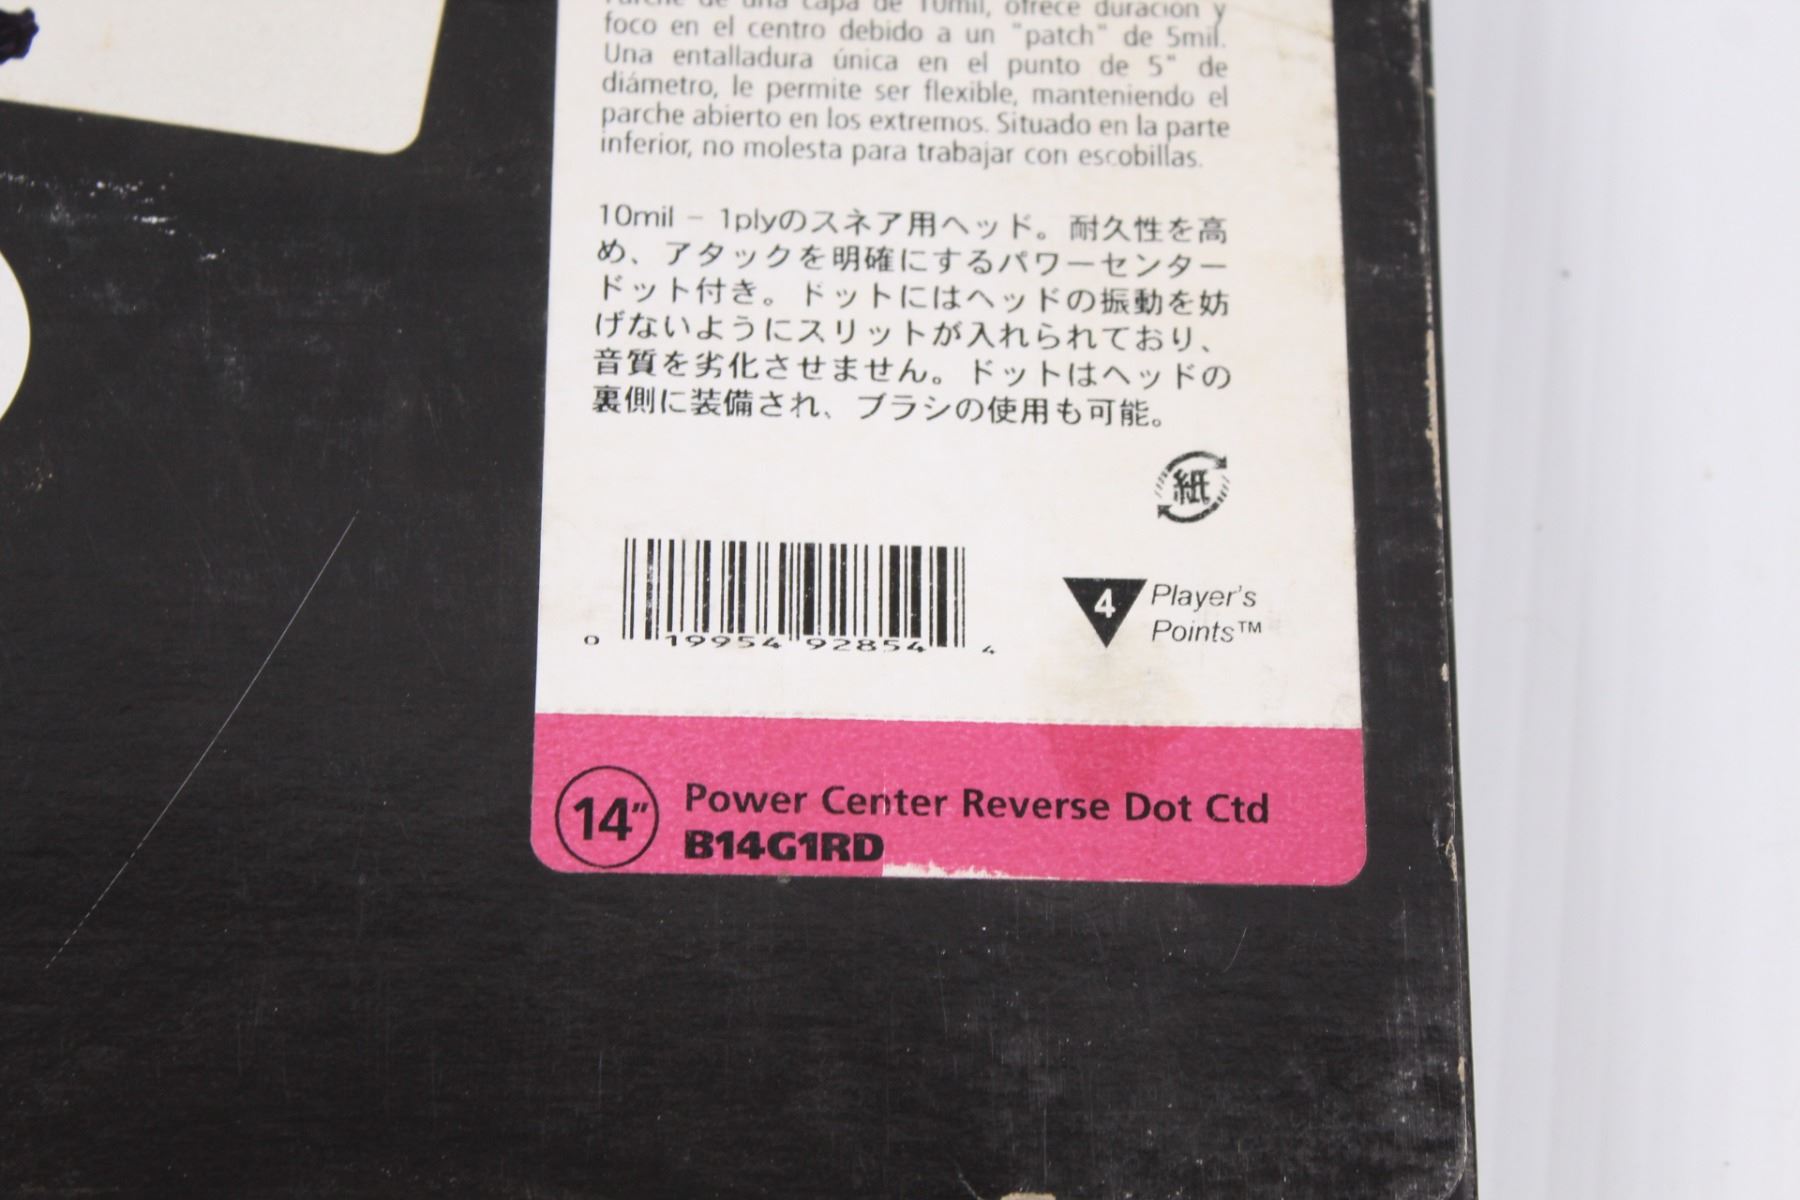 Parche de una capa de 10mil, ofrece duración y
foco en el centro debido a un "patch" de 5mil.
Una entalladura única en el punto de 5" de
diámetro, le permite ser flexible, manteniendo el
parche abierto en los extremos. Situado en la parte
inferior, no molesta para trabajar con escobillas.
10mil – 1plyのスネア用ヘッド。耐久性を高
め、アタックを明確にするパワーセンター
ドット付き。ドットにはヘッドの振動を妨
げないようにスリットが入れられており、
音質を劣化させません。ドットはヘッドの
裏側に装備され、ブラシの使用も可能。
紙
0 19954 92854 4
4 Player's
Points™
14" Power Center Reverse Dot Ctd
B14G1RD